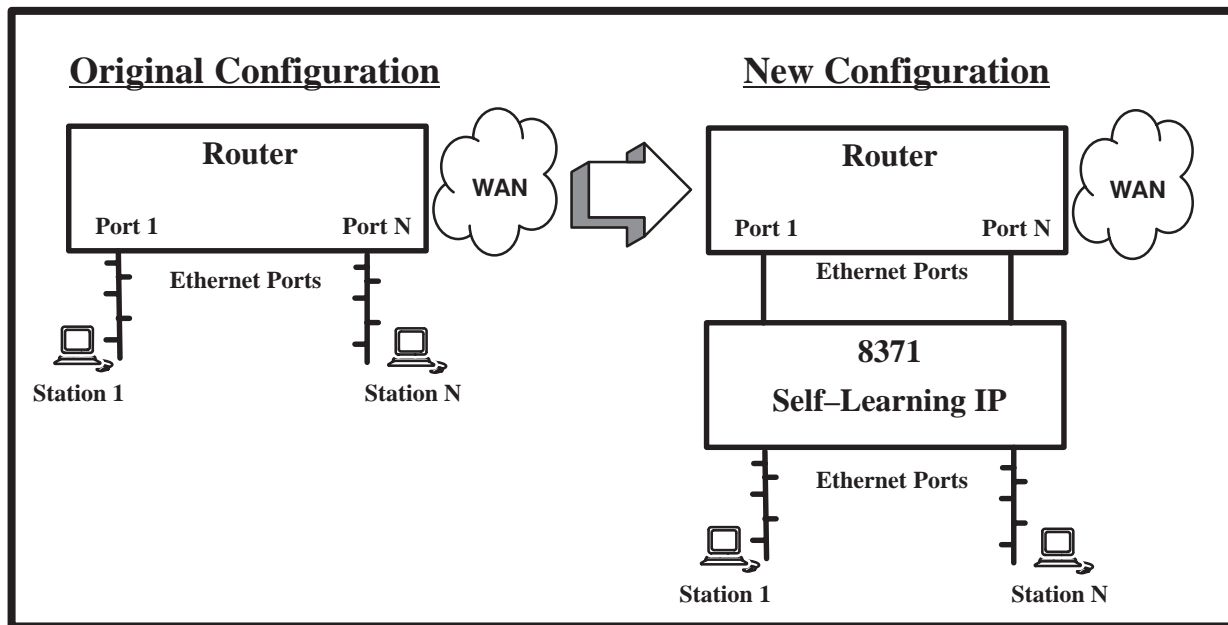 Original Configuration
Router
WAN
Port 1
Port N
Ethernet Ports
Station 1
Station N
New Configuration
Router
WAN
Port 1
Port N
Ethernet Ports
8371
Self–Learning IP
Ethernet Ports
Station 1
Station N